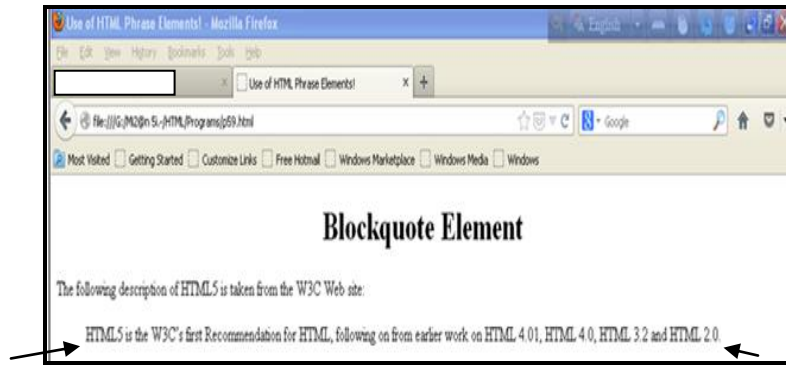 Use of HTML Phrase Elements! - Mozilla Firefox
English
File Edit View History Bookmarks Tools Help
Use of HTML Phrase Elements! x +
Google
Most Visited Getting Started Customize Links Free Hotmail Windows Marketplace Windows Media Windows
Blockquote Element
The following description of HTML5 is taken from the W3C Web site:
HTML5 is the W3C's first Recommendation for HTML, following on from earlier work on HTML 4.01, HTML 4.0, HTML 3.2 and HTML 2.0.